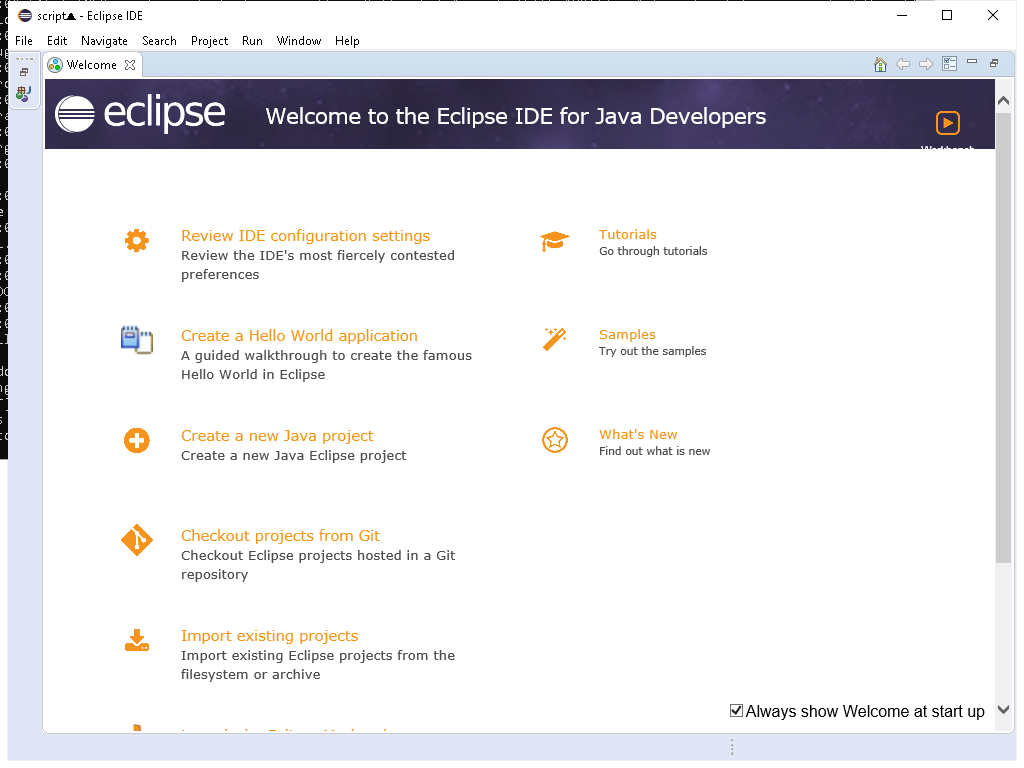 script▲ - Eclipse IDE
File Edit Navigate Search Project Run Window Help
Welcome
eclipse
Welcome to the Eclipse IDE for Java Developers
Review IDE configuration settings
Review the IDE's most fiercely contested
preferences
Tutorials
Go through tutorials
Create a Hello World application
A guided walkthrough to create the famous
Hello World in Eclipse
Samples
Try out the samples
Create a new Java project
Create a new Java Eclipse project
What's New
Find out what is new
Checkout projects from Git
Checkout Eclipse projects hosted in a Git
repository
Import existing projects
Import existing Eclipse projects from the
filesystem or archive
Always show Welcome at start up